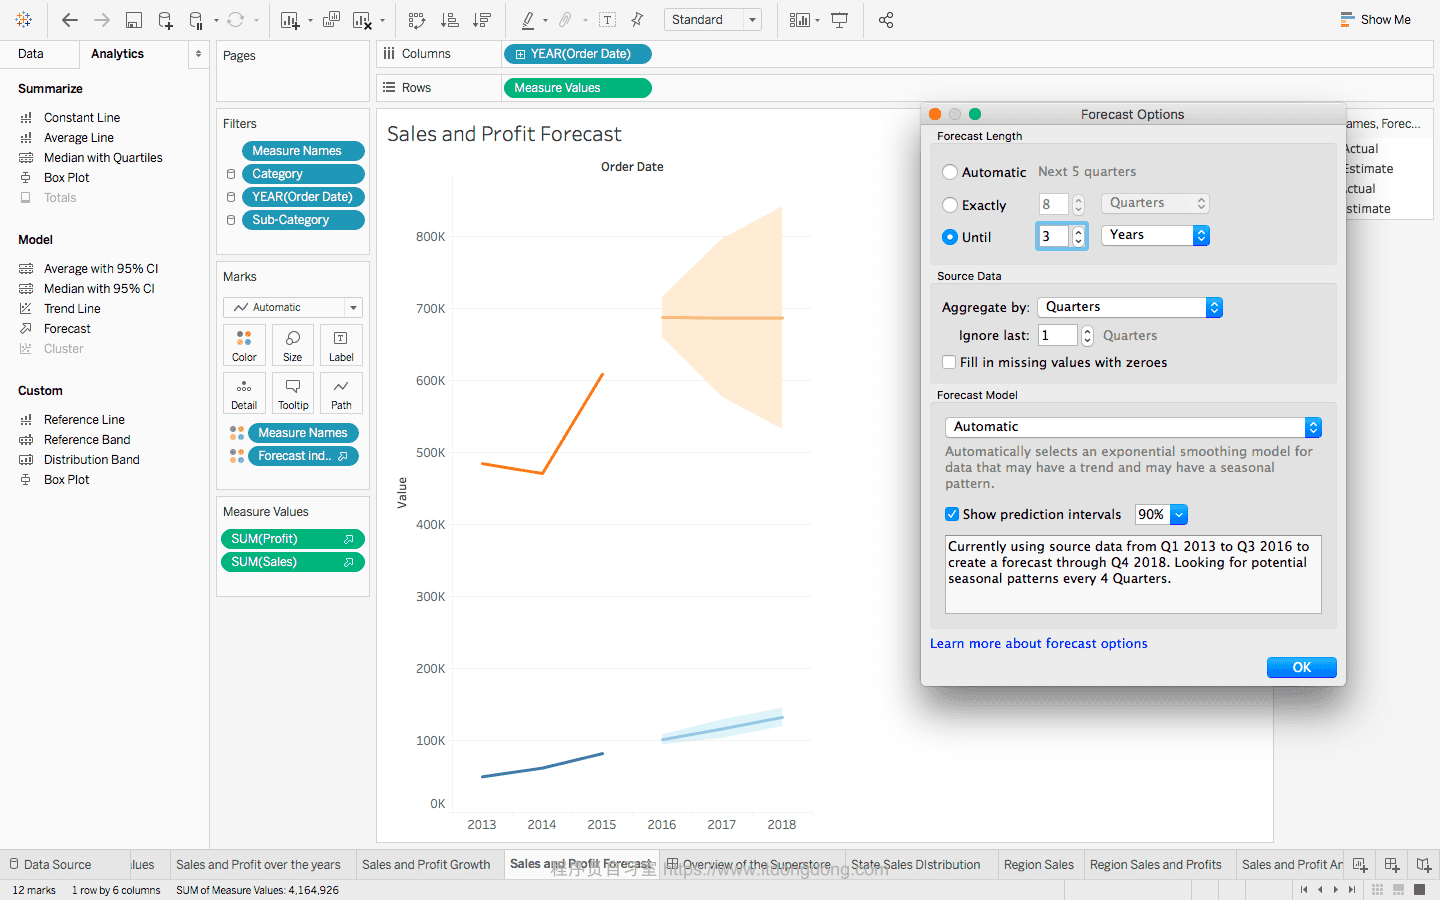 Standard
Show Me
Data
Analytics
Pages
Columns
YEAR(Order Date)
Rows
Measure Values
Summarize
Constant Line
Average Line
Median with Quartiles
Box Plot
Totals
Model
Average with 95% CI
Median with 95% CI
Trend Line
Forecast
Cluster
Custom
Reference Line
Reference Band
Distribution Band
Box Plot
Filters
Measure Names
Category
YEAR(Order Date)
Sub-Category
Marks
Automatic
Color
Size
Label
Detail
Tooltip
Path
Measure Names
Forecast ind..
Measure Values
SUM(Profit)
SUM(Sales)
Sales and Profit Forecast
Order Date
Value
800K
700K
600K
500K
400K
300K
200K
100K
0K
2013
2014
2015
2016
2017
2018
Forecast Options
Forecast Length
Automatic Next 5 quarters
Exactly 8 Quarters
Until 3 Years
Source Data
Aggregate by: Quarters
Ignore last: 1 Quarters
Fill in missing values with zeroes
Forecast Model
Automatic
Automatically selects an exponential smoothing model for
data that may have a trend and may have a seasonal
pattern.
Show prediction intervals 90%
Currently using source data from Q1 2013 to Q3 2016 to
create a forecast through Q4 2018. Looking for potential
seasonal patterns every 4 Quarters.
Learn more about forecast options
OK
ames, Forec...
Actual
Estimate
ctual
stimate
Data Source
lues
Sales and Profit over the years
Sales and Profit Growth
Sales and Profit Forecast
Overview of the Superstore
State Sales DIstribution
Region Sales
Region Sales and Profits
Sales and Profit An
程序员自习室 https://www.itdongdong.com
12 marks
1 row by 6 columns
SUM of Measure Values: 4,164,926